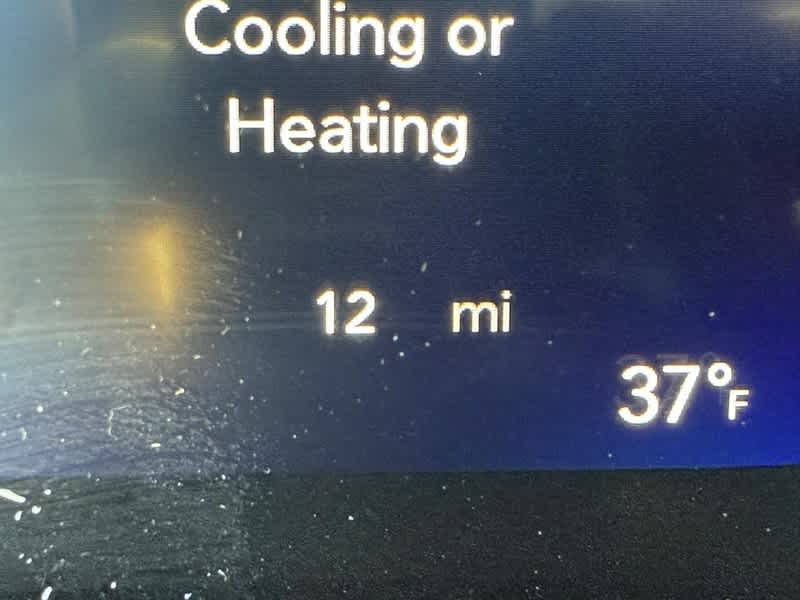 Cooling or
Heating
12 mi
37°F